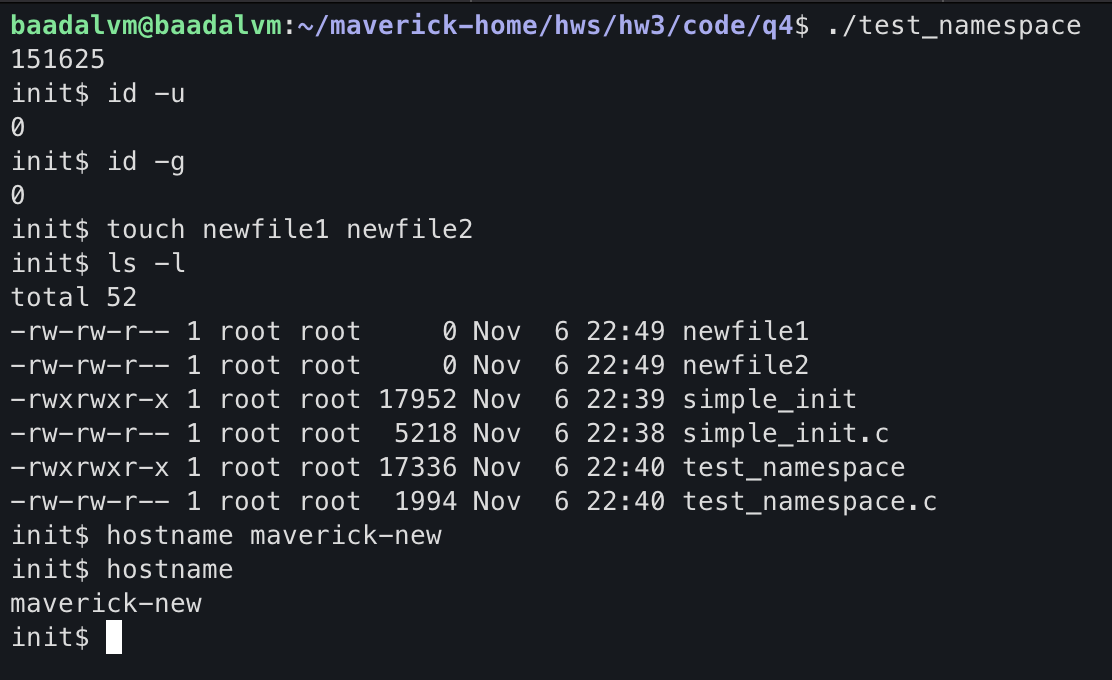 baadalvm@baadalvm:~/maverick-home/hws/hw3/code/q4$ ./test_namespace
151625
init$ id -u
0
init$ id -g
0
init$ touch newfile1 newfile2
init$ ls -l
total 52
-rw-rw-r-- 1 root root     0 Nov  6 22:49 newfile1
-rw-rw-r-- 1 root root     0 Nov  6 22:49 newfile2
-rwxrwxr-x 1 root root 17952 Nov  6 22:39 simple_init
-rw-rw-r-- 1 root root  5218 Nov  6 22:38 simple_init.c
-rwxrwxr-x 1 root root 17336 Nov  6 22:40 test_namespace
-rw-rw-r-- 1 root root  1994 Nov  6 22:40 test_namespace.c
init$ hostname maverick-new
init$ hostname
maverick-new
init$